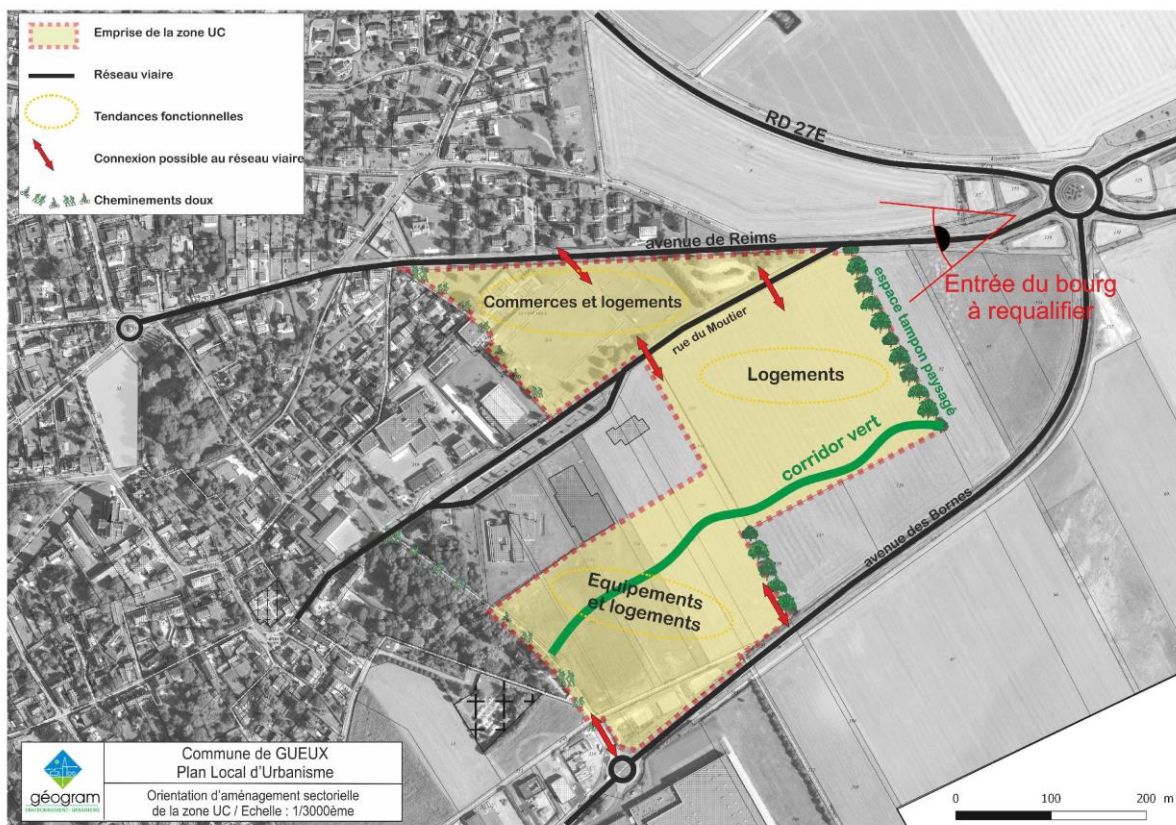 Emprise de la zone UC
Réseau viaire
Tendances fonctionnelles
Connexion possible au réseau viaire
Cheminements doux
RD 27E
avenue de Reims
Entrée du bourg
à requalifier
Commerces et logements
rue du Moutier
espace tampon paysagé
Logements
corridor vert
avenue des Bornes
Equipements
et logements
géogram
ENVIRONNEMENT - URBANISME
Commune de GUEUX
Plan Local d'Urbanisme
Orientation d'aménagement sectorielle
de la zone UC / Echelle : 1/3000ème
0 100 200 m